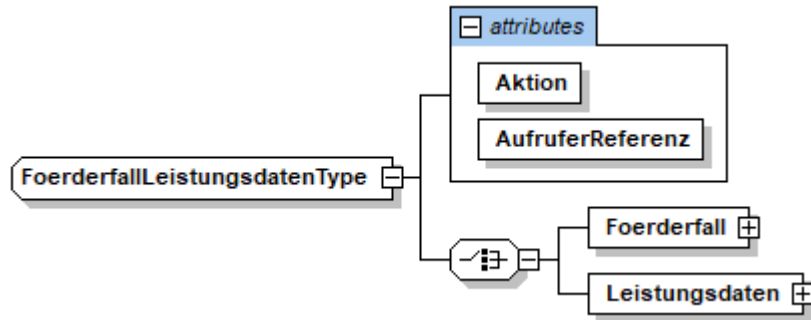 attributes
Aktion
AufruferReferenz
FoerderfallLeistungsdatenType
Foerderfall
Leistungsdaten